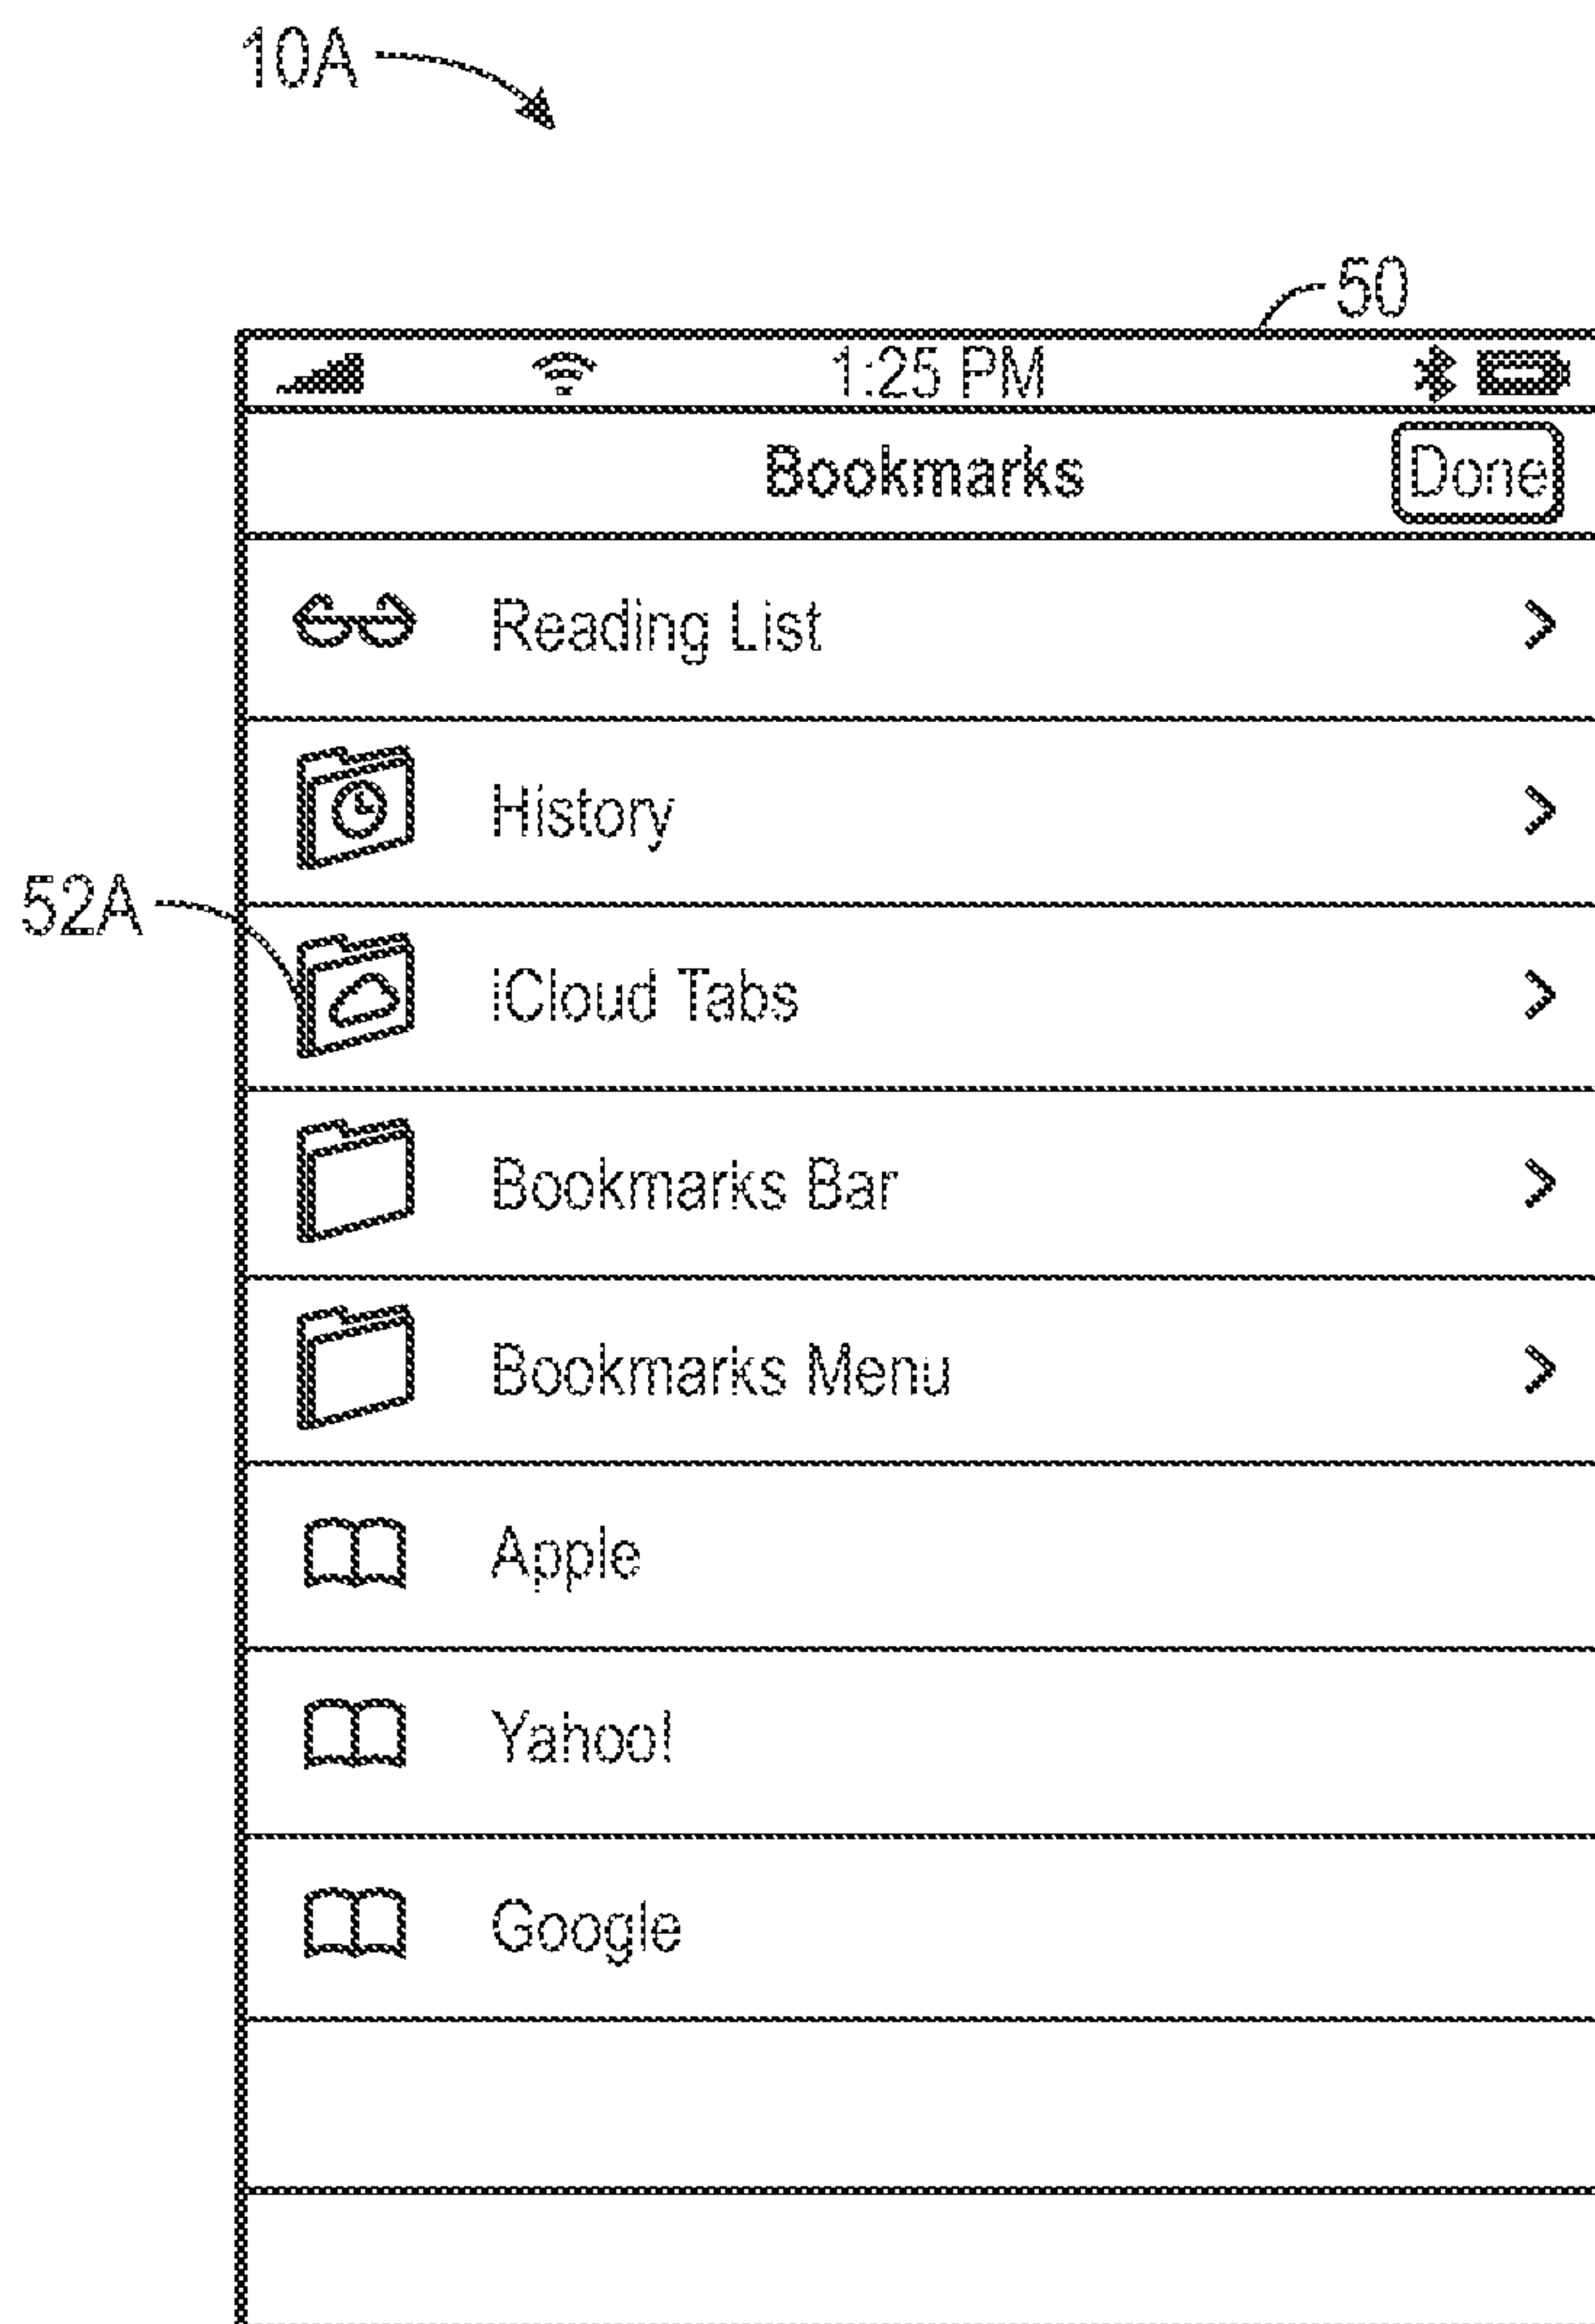 10A
50
1:25 PM
Bookmarks Done
Reading List
History
52A
iCloud Tabs
Bookmarks Bar
Bookmarks Menu
Apple
Yahoo!
Google